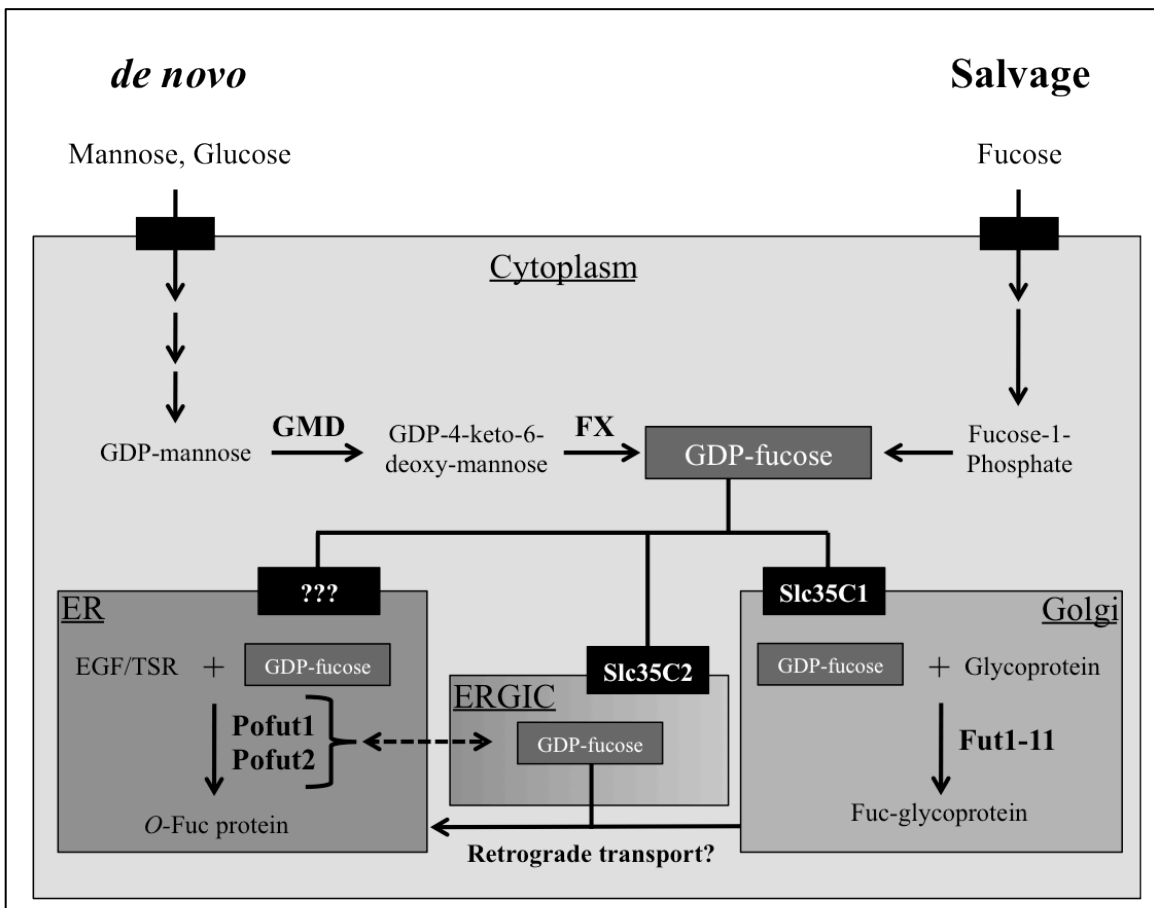 de novo
Salvage
Mannose, Glucose
Fucose
Cytoplasm
GDP-mannose
GMD
GDP-4-keto-6-
deoxy-mannose
FX
GDP-fucose
Fucose-1-
Phosphate
???
ER
EGF/TSR + GDP-fucose
Pofut1
Pofut2
O-Fuc protein
Slc35C2
ERGIC
GDP-fucose
Retrograde transport?
Slc35C1
Golgi
GDP-fucose + Glycoprotein
Fut1-11
Fuc-glycoprotein